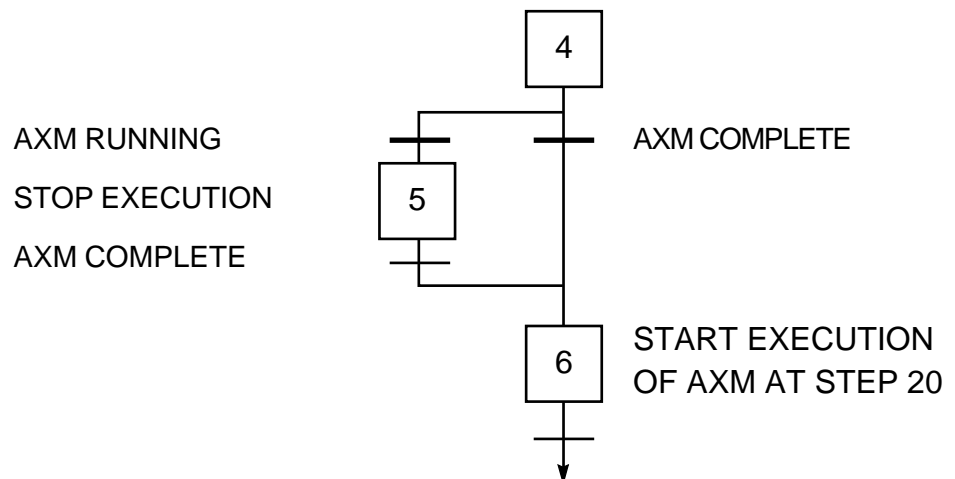 4
AXM RUNNING
AXM COMPLETE
STOP EXECUTION
5
AXM COMPLETE
6
START EXECUTION
OF AXM AT STEP 20